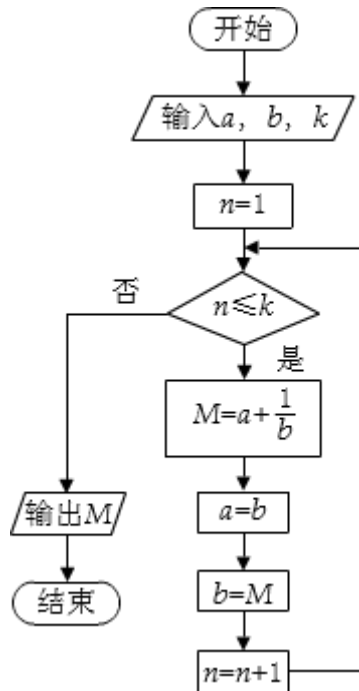 开始
输入a，b，k
n=1
否
n≤k
是
M=a+1/b
输出M
a=b
结束
b=M
n=n+1